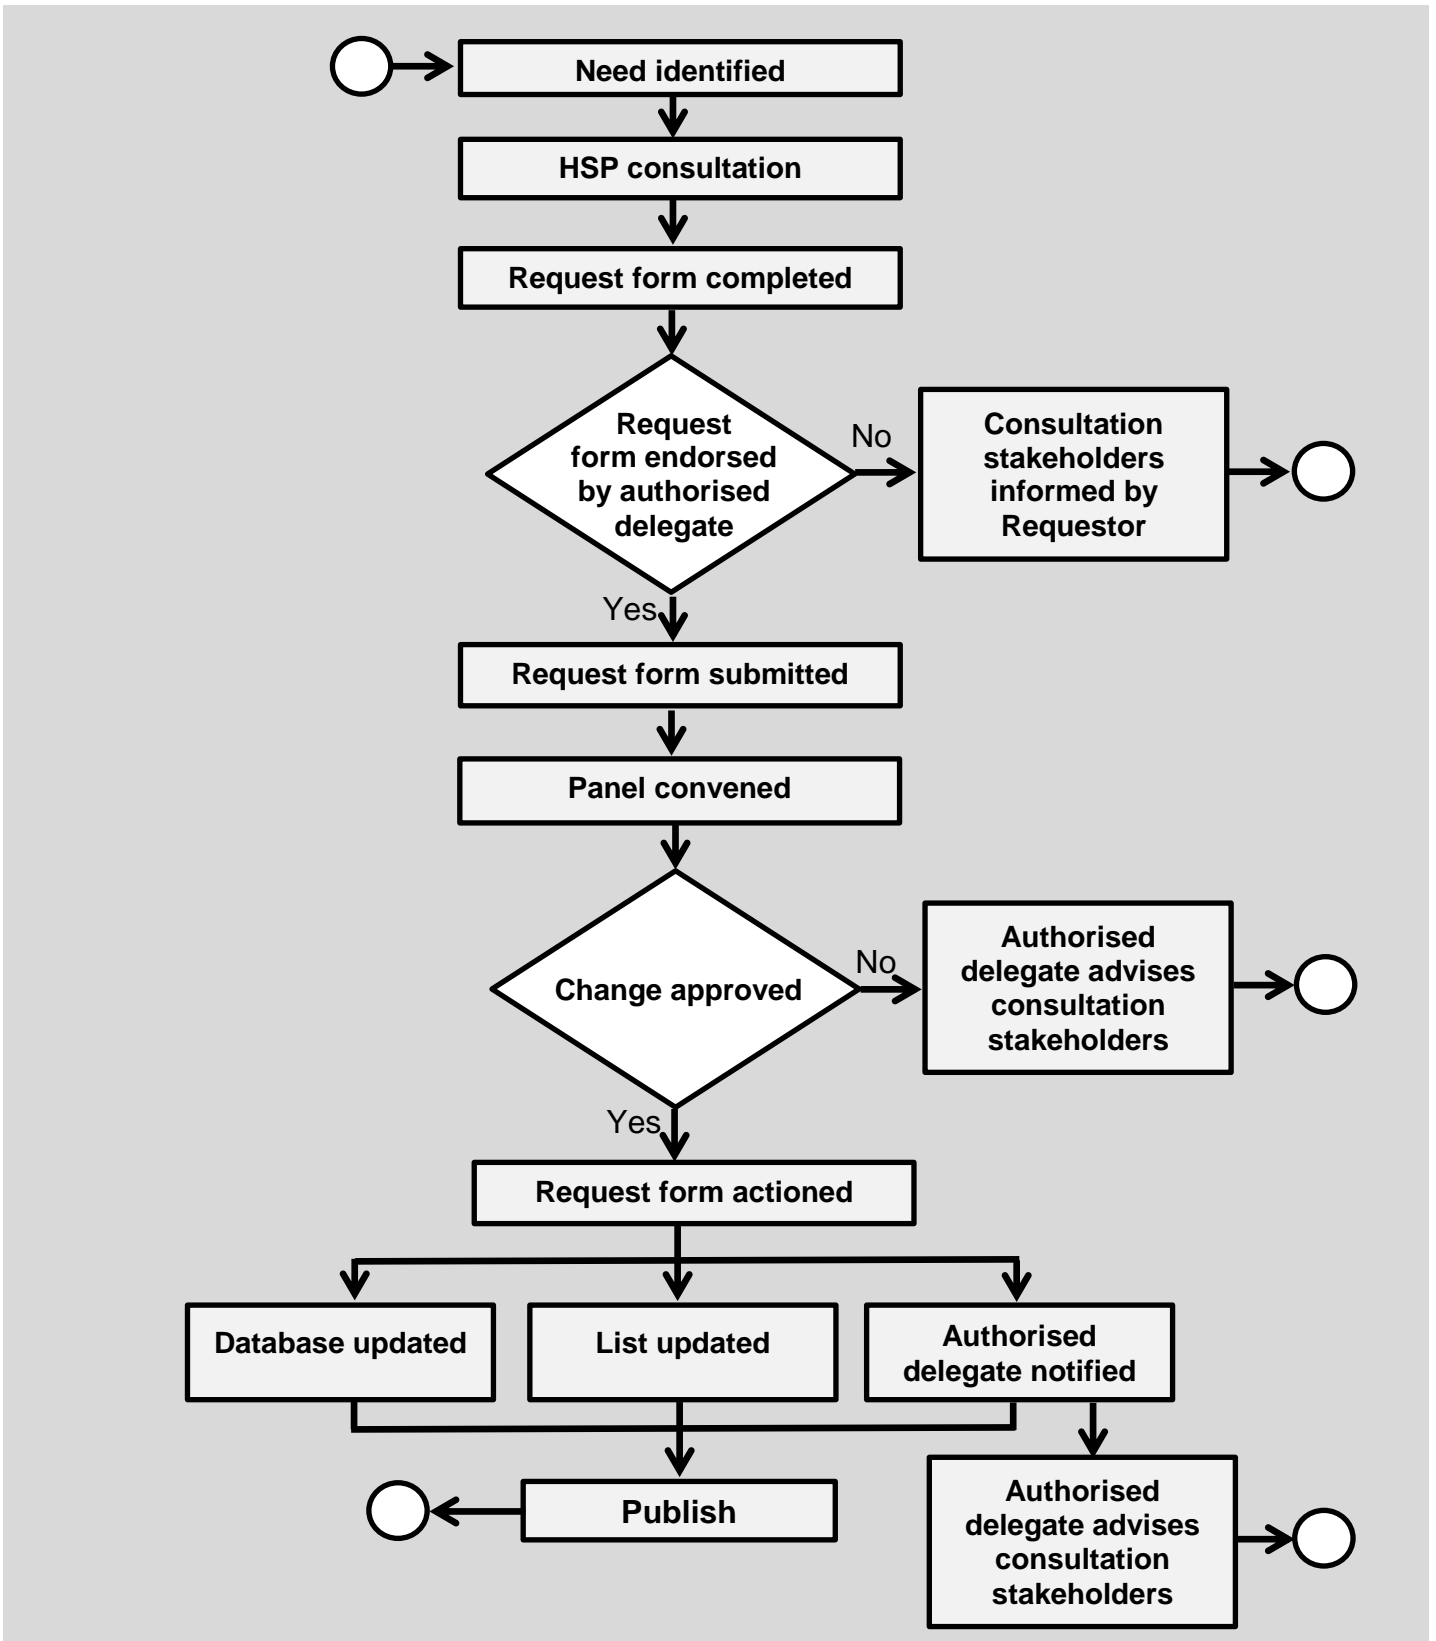 Need identified
HSP consultation
Request form completed
Request
form endorsed
by authorised
delegate
No
Consultation
stakeholders
informed by
Requestor
Yes
Request form submitted
Panel convened
Change approved
No
Authorised
delegate advises
consultation
stakeholders
Yes
Request form actioned
Database updated
List updated
Authorised
delegate notified
Publish
Authorised
delegate advises
consultation
stakeholders